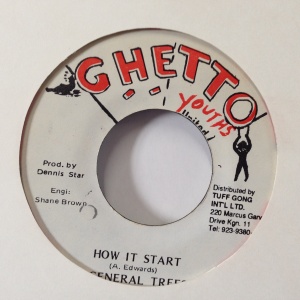 GHETTO
YOUTHS
United
Prod. by
Dennis Star
Engi:
Shane Brown
Distributed by
TUFF GONG
INT'L LTD.
220 Marcus Garv
Drive Kgn. 11
Tel: 923-9380-
HOW IT START
(A. Edwards)
GENERAL TREES